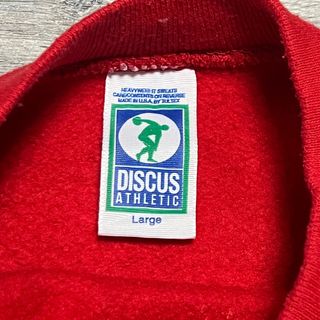 HEAVYWEIGHT SWEATS
CARE/CONTENTS ON REVERSE
MADE IN U.S.A. BY TULTEX
DISCUS
ATHLETIC
Large